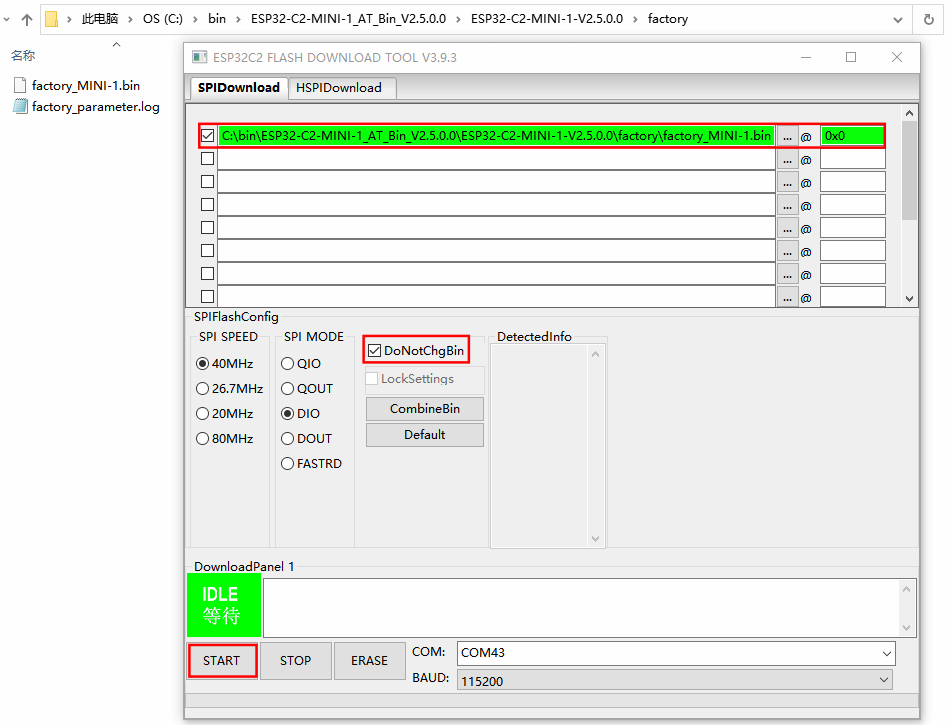 此电脑 > OS (C:) > bin > ESP32-C2-MINI-1_AT_Bin_V2.5.0.0 > ESP32-C2-MINI-1-V2.5.0.0 > factory
名称
factory_MINI-1.bin
factory_parameter.log
ESP32C2 FLASH DOWNLOAD TOOL V3.9.3
SPIDownload HSPIDownload
C:\bin\ESP32-C2-MINI-1_AT_Bin_V2.5.0.0\ESP32-C2-MINI-1-V2.5.0.0\factory\factory_MINI-1.bin ... @ 0x0
... @
... @
... @
... @
... @
... @
... @
SPIFlashConfig
SPI SPEED
40MHz
26.7MHz
20MHz
80MHz
SPI MODE
QIO
QOUT
DIO
DOUT
FASTRD
DoNotChgBin
LockSettings
CombineBin
Default
DetectedInfo
DownloadPanel 1
IDLE
等待
START STOP ERASE
COM: COM43
BAUD: 115200